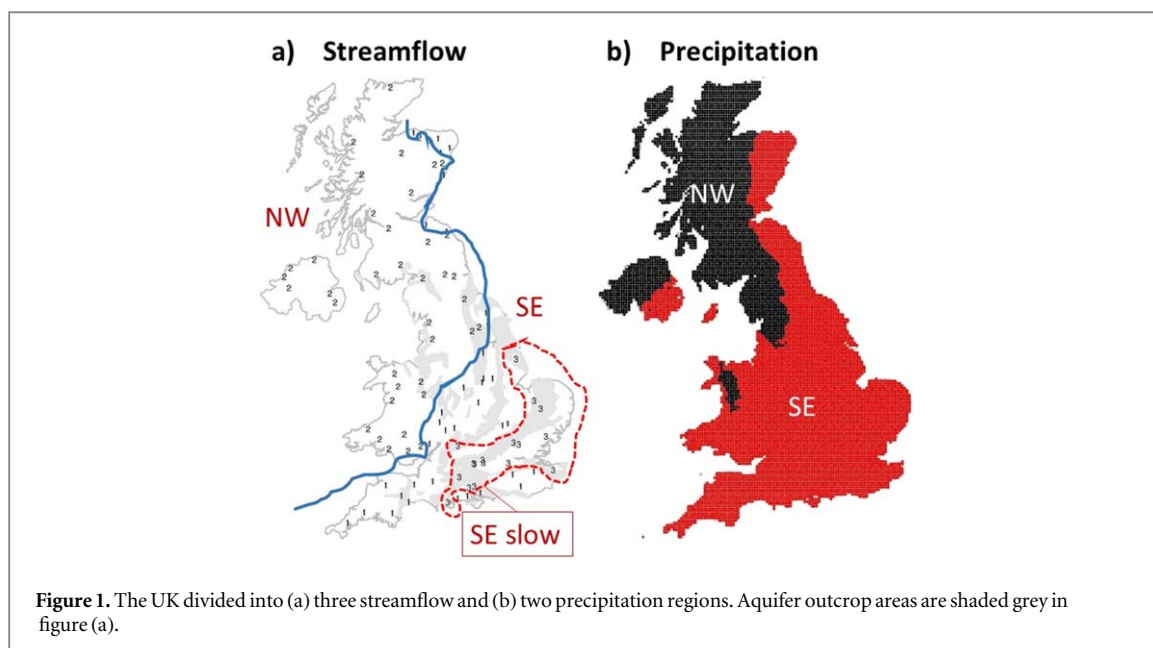 a) Streamflow
b) Precipitation
NW
SE
SE slow
NW
SE
Figure 1. The UK divided into (a) three streamflow and (b) two precipitation regions. Aquifer outcrop areas are shaded grey in
figure (a).